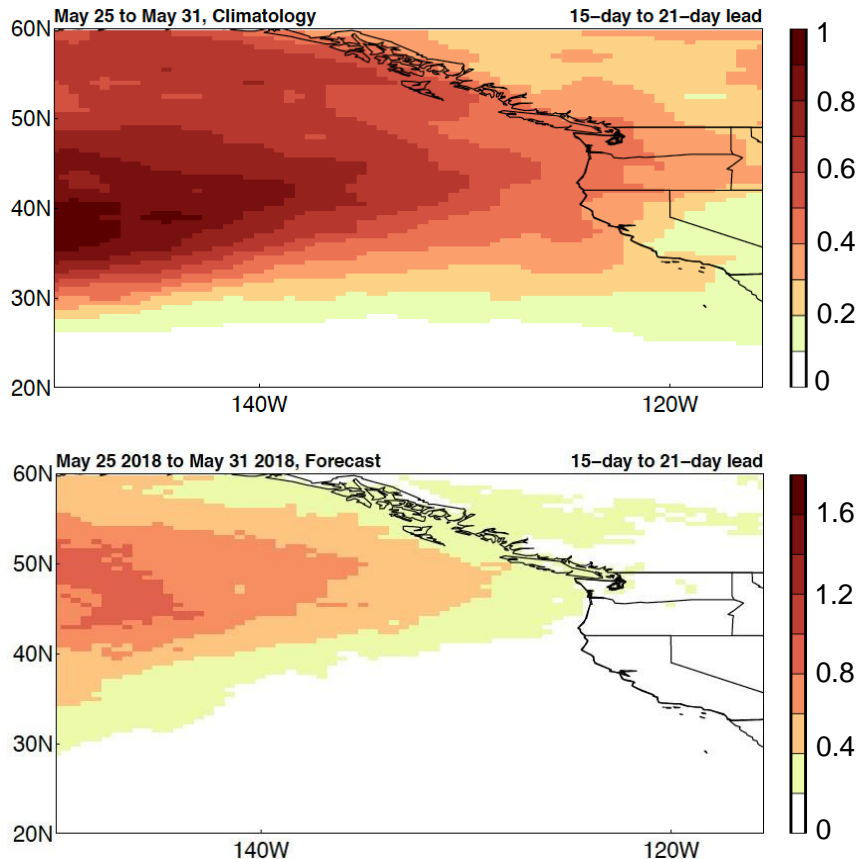 May 25 to May 31, Climatology 15−day to 21−day lead
60N
50N
40N
30N
20N
140W 120W
1
0.8
0.6
0.4
0.2
0
May 25 2018 to May 31 2018, Forecast 15−day to 21−day lead
60N
50N
40N
30N
20N
140W 120W
1.6
1.2
0.8
0.4
0